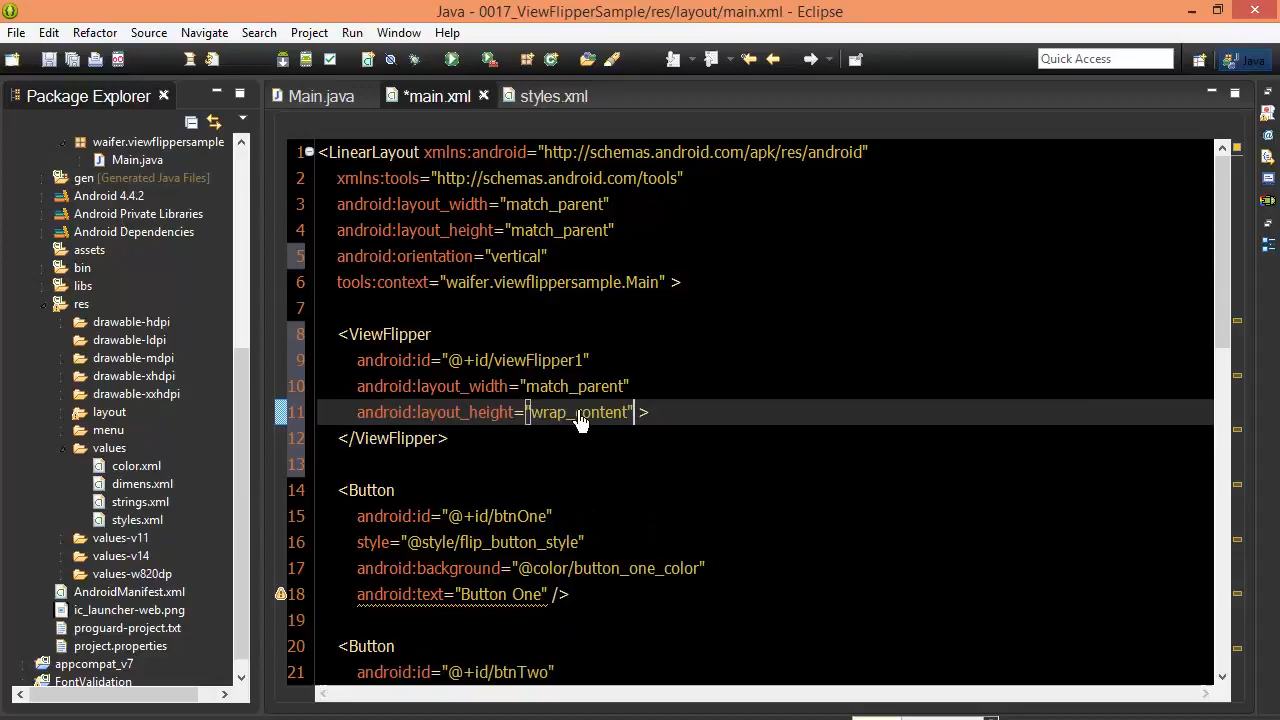 Java - 0017_ViewFlipperSample/res/layout/main.xml - Eclipse
File Edit Refactor Source Navigate Search Project Run Window Help
Quick Access
Java
Package Explorer
Main.java
*main.xml
styles.xml
waifer.viewflippersample
Main.java
gen [Generated Java Files]
Android 4.4.2
Android Private Libraries
Android Dependencies
assets
bin
libs
res
drawable-hdpi
drawable-ldpi
drawable-mdpi
drawable-xhdpi
drawable-xxhdpi
layout
menu
values
color.xml
dimens.xml
strings.xml
styles.xml
values-v11
values-v14
values-w820dp
AndroidManifest.xml
ic_launcher-web.png
proguard-project.txt
project.properties
appcompat_v7
FontValidation
1 <LinearLayout xmlns:android="http://schemas.android.com/apk/res/android"
2 xmlns:tools="http://schemas.android.com/tools"
3 android:layout_width="match_parent"
4 android:layout_height="match_parent"
5 android:orientation="vertical"
6 tools:context="waifer.viewflippersample.Main" >
7
8 <ViewFlipper
9 android:id="@+id/viewFlipper1"
10 android:layout_width="match_parent"
11 android:layout_height="wrap_content" >
12 </ViewFlipper>
13
14 <Button
15 android:id="@+id/btnOne"
16 style="@style/flip_button_style"
17 android:background="@color/button_one_color"
18 android:text="Button One" />
19
20 <Button
21 android:id="@+id/btnTwo"